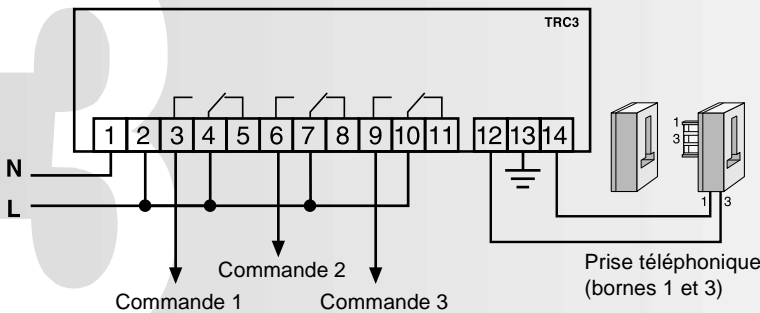 TRC3
1 2 3 4 5 6 7 8 9 10 11 12 13 14
1
3
N
L
1 3
Commande 2
Prise téléphonique
Commande 1 Commande 3
(bornes 1 et 3)
3